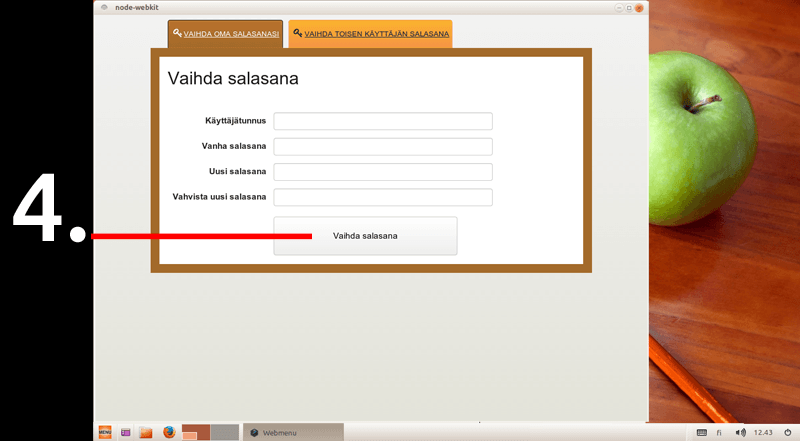 node-webkit
VAIHDA OMA SALASANASI
VAIHDA TOISEN KÄYTTÄJÄN SALASANA
Vaihda salasana
Käyttäjätunnus
Vanha salasana
Uusi salasana
Vahvista uusi salasana
4.
Vaihda salasana
MENU
Webmenu
fi
12.43